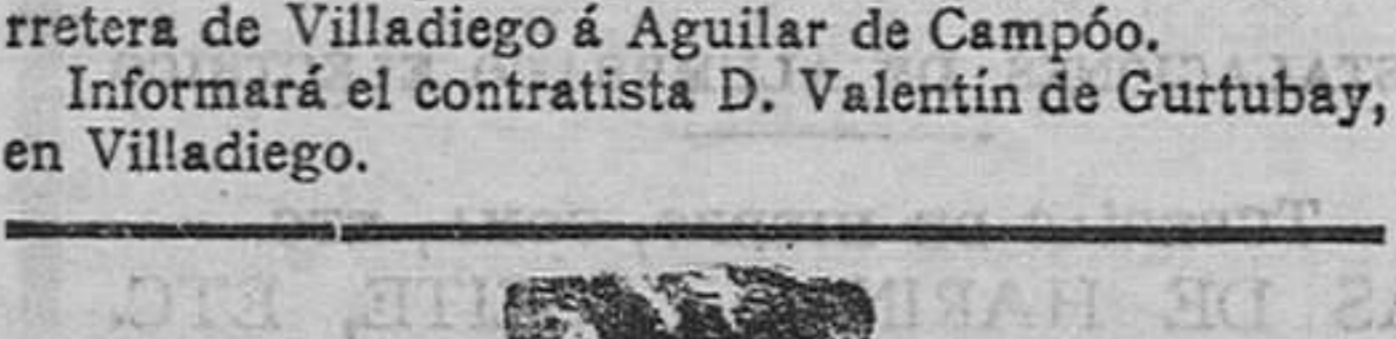 rretera de Villadiego á Aguilar de Campóo.
Informará el contratista D. Valentín de Gurtubay,
en Villadiego.